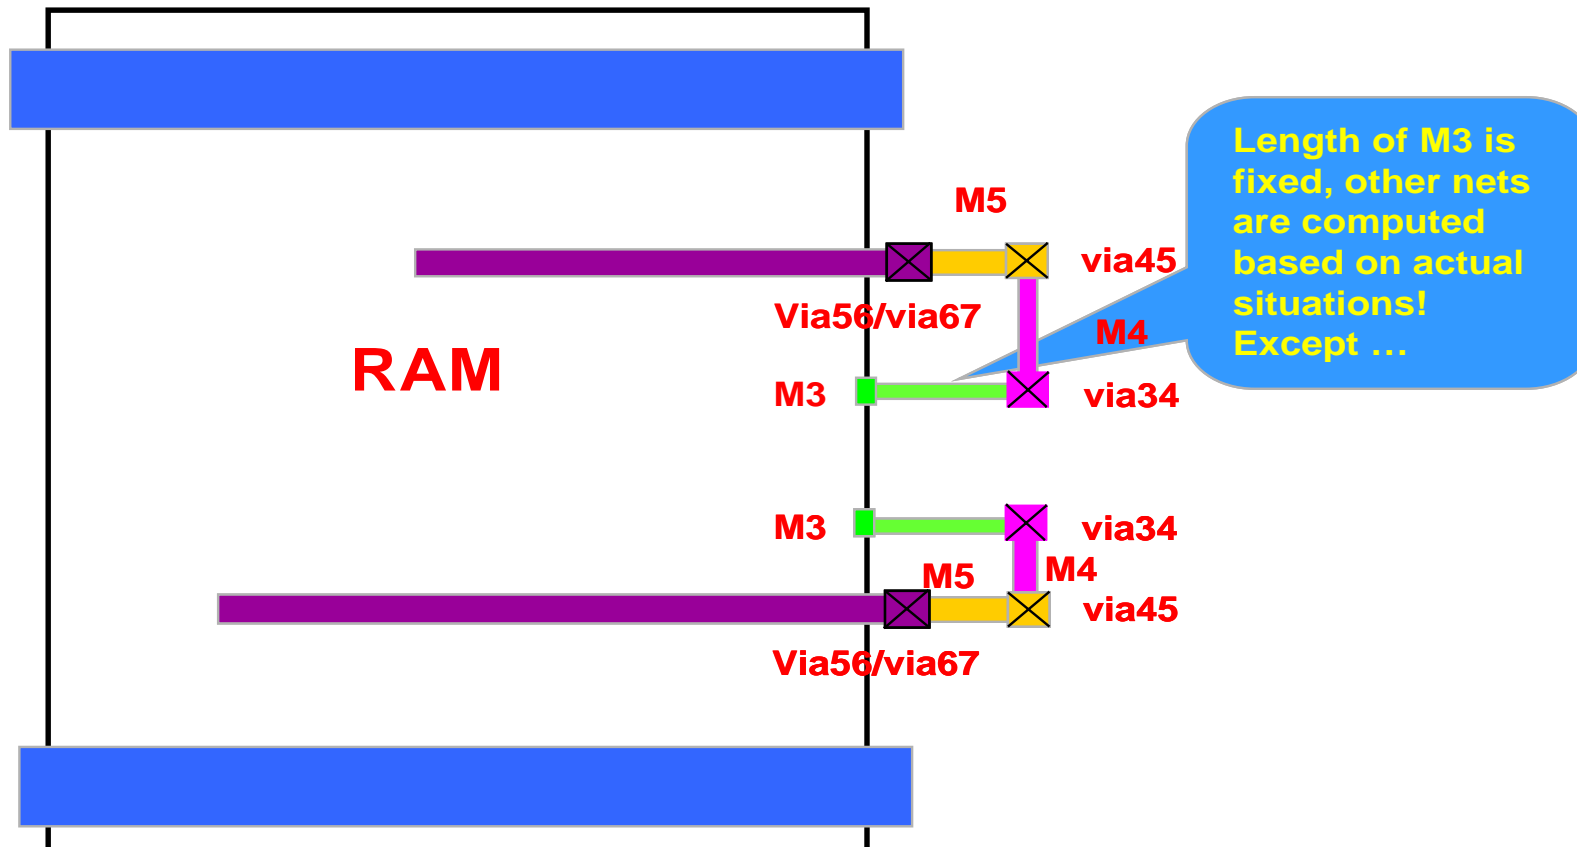 Length of M3 is
fixed, other nets
are computed
based on actual
situations!
Except ...
M5
via45
Via56/via67
M4
RAM
M3
via34
M3
via34
M5
M4
via45
Via56/via67